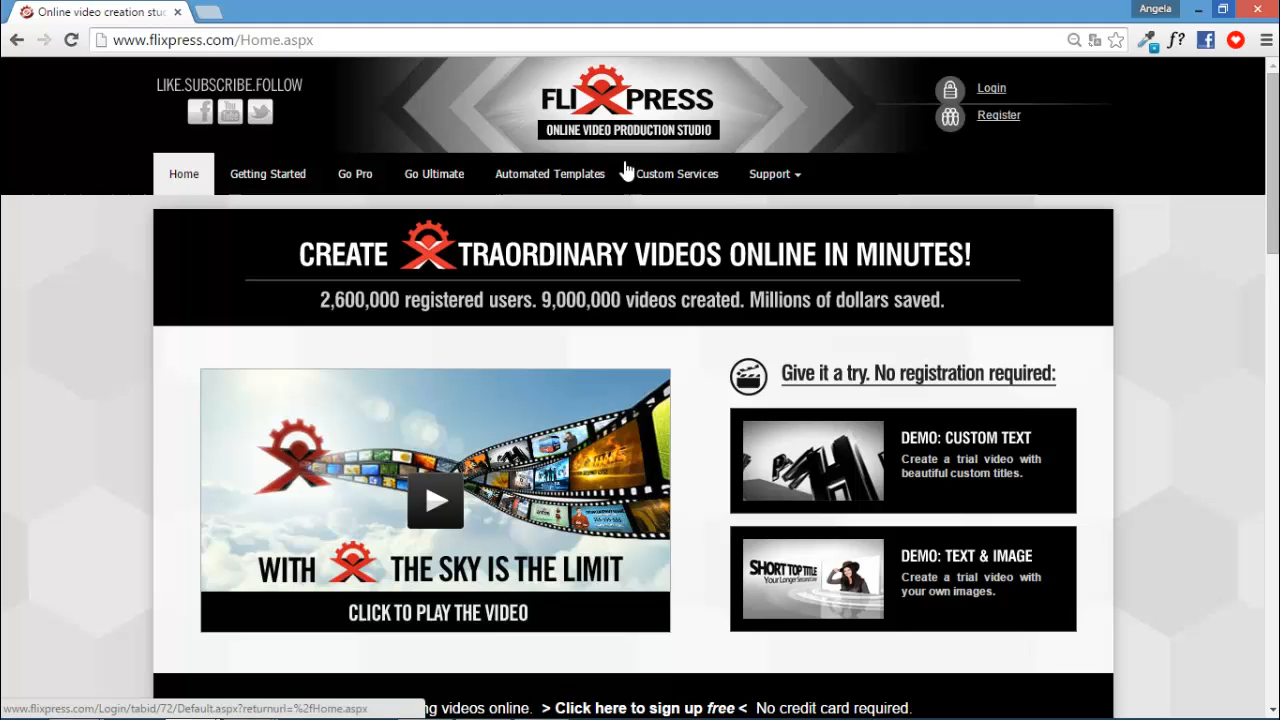 Online video creation stud
Angela
www.flixpress.com/Home.aspx
f?
LIKE.SUBSCRIBE.FOLLOW
You Tube
FLIXPRESS
ONLINE VIDEO PRODUCTION STUDIO
Login
Register
Home Getting Started Go Pro Go Ultimate Automated Templates Custom Services Support
CREATE XTRAORDINARY VIDEOS ONLINE IN MINUTES!
2,600,000 registered users. 9,000,000 videos created. Millions of dollars saved.
Give it a try. No registration required:
DEMO: CUSTOM TEXT
Create a trial video with
beautiful custom titles.
DEMO: TEXT & IMAGE
Create a trial video with
your own images.
SHORT TOP TITLE
WITH X THE SKY IS THE LIMIT
CLICK TO PLAY THE VIDEO
ng videos online. > Click here to sign up free < No credit card required.
www.flixpress.com/Login/tabid/72/Default.aspx?returnurl=%2fHome.aspx